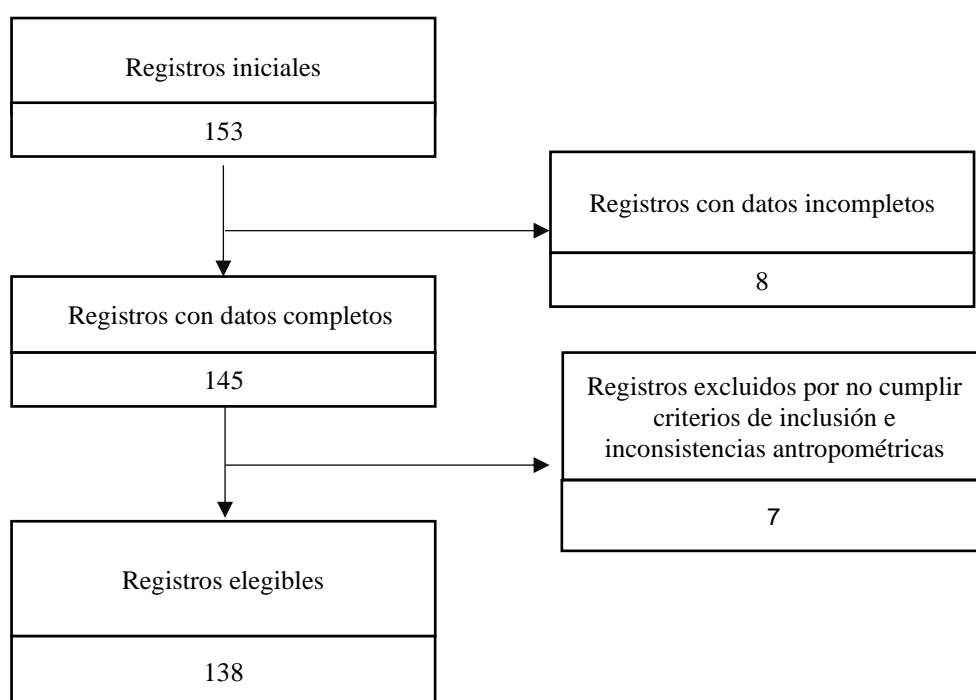 Registros iniciales
153
Registros con datos incompletos
8
Registros con datos completos
145
Registros excluidos por no cumplir
criterios de inclusión e
inconsistencias antropométricas
7
Registros elegibles
138